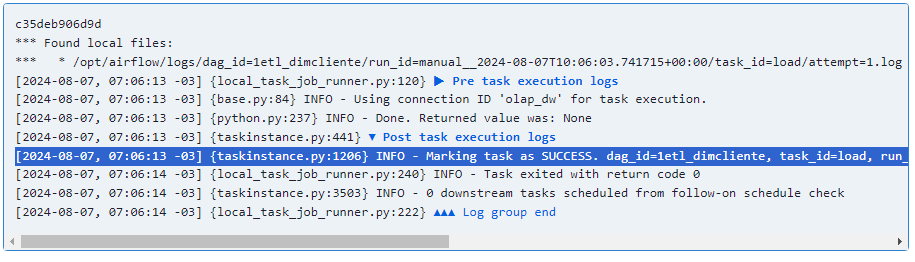 c35deb906d9d
*** Found local files:
***   * /opt/airflow/logs/dag_id=1etl_dimcliente/run_id=manual__2024-08-07T10:06:03.741715+00:00/task_id=load/attempt=1.log
[2024-08-07, 07:06:13 -03] {local_task_job_runner.py:120} ▶ Pre task execution logs
[2024-08-07, 07:06:13 -03] {base.py:84} INFO - Using connection ID 'olap_dw' for task execution.
[2024-08-07, 07:06:13 -03] {python.py:237} INFO - Done. Returned value was: None
[2024-08-07, 07:06:13 -03] {taskinstance.py:441} ▼ Post task execution logs
[2024-08-07, 07:06:13 -03] {taskinstance.py:1206} INFO - Marking task as SUCCESS. dag_id=1etl_dimcliente, task_id=load, run_
[2024-08-07, 07:06:14 -03] {local_task_job_runner.py:240} INFO - Task exited with return code 0
[2024-08-07, 07:06:14 -03] {taskinstance.py:3503} INFO - 0 downstream tasks scheduled from follow-on schedule check
[2024-08-07, 07:06:14 -03] {local_task_job_runner.py:222} ▲▲▲ Log group end